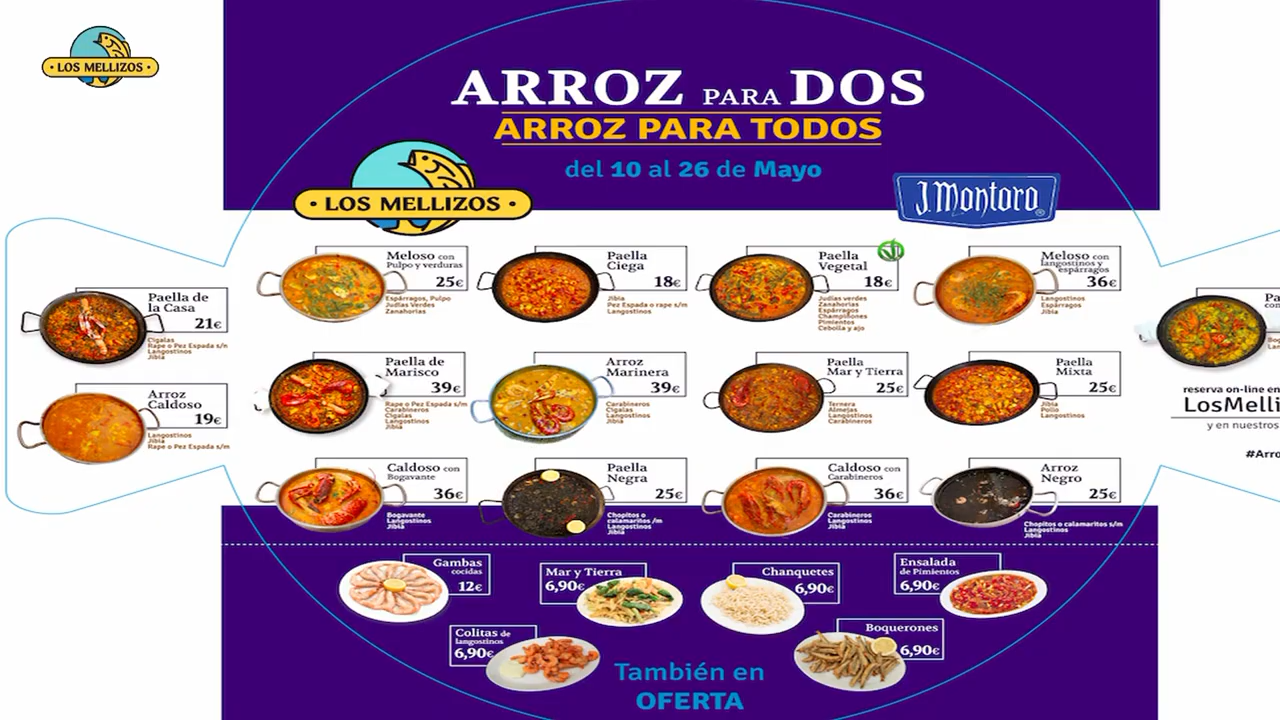 · LOS MELLIZOS ·
ARROZ PARA DOS
ARROZ PARA TODOS
del 10 al 26 de Mayo
· LOS MELLIZOS ·
J. Montoro
Meloso con
Pulpo y verduras
25€
Espárragos, Pulpo
Judías Verdes
Zanahorias
Paella
Ciega
18€
Jibia
Pez Espada o rape s/m
Langostinos
Paella
Vegetal
18€
Judías verdes
Zanahorias
Espárragos
Champiñones
Pimientos
Cebolla y ajo
Meloso con
langostinos y
espárragos
36€
Langostinos
Espárragos
Jibia
Paella de
la Casa
21€
Cigalas
Rape o Pez Espada s/n
Langostinos
Jibia
Arroz
Caldoso
19€
Langostinos
Jibia
Rape o Pez Espada s/m
Paella de
Marisco
39€
Rape o Pez Espada s/m
Carabineros
Cigalas
Langostinos
Jibia
Arroz
Marinera
39€
Carabineros
Cigalas
Langostinos
Jibia
Paella
Mar y Tierra
25€
Ternera
Almejas
Langostinos
Carabineros
Paella
Mixta
25€
Jibia
Pollo
Langostinos
Caldoso con
Bogavante
36€
Bogavante
Langostinos
Jibia
Paella
Negra
25€
Chopitos o
calamaritos /m
Langostinos
Jibia
Caldoso con
Carabineros
36€
Carabineros
Langostinos
Jibia
Arroz
Negro
25€
Chopitos o calamaritos s/m
Langostinos
Jibia
Pa
con
Bog
Lan
reserva on-line en
LosMelli
y en nuestros
#Arro
Gambas
cocidas
12€
Mar y Tierra
6,90€
Chanquetes
6,90€
Ensalada
de Pimientos
6,90€
Colitas de
langostinos
6,90€
Boquerones
6,90€
También en
OFERTA